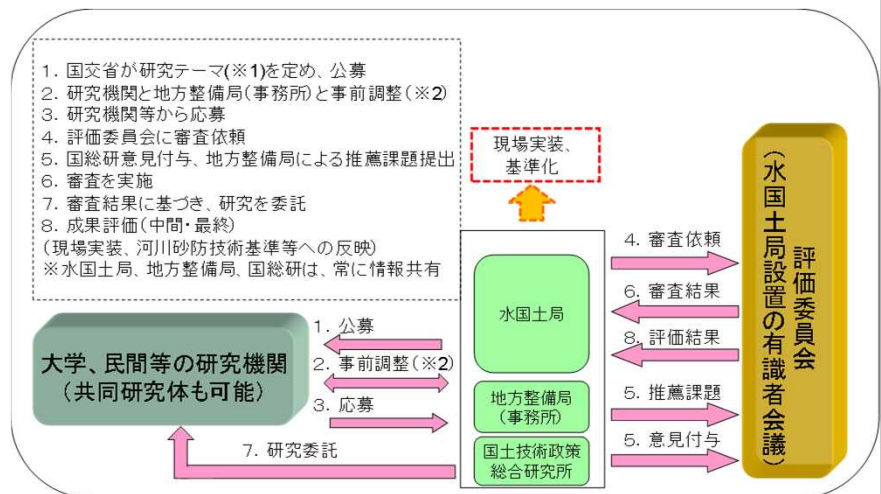 1. 国交省が研究テーマ(※1)を定め、公募
2. 研究機関と地方整備局(事務所)と事前調整(※2)
3. 研究機関等から応募
4. 評価委員会に審査依頼
5. 国総研意見付与、地方整備局による推薦課題提出
6. 審査を実施
7. 審査結果に基づき、研究を委託
8. 成果評価(中間・最終)
(現場実装、河川砂防技術基準等への反映)
※水国土局、地方整備局、国総研は、常に情報共有
現場実装、
基準化
大学、民間等の研究機関
(共同研究体も可能)
1. 公募
2. 事前調整(※2)
3. 応募
7. 研究委託
水国土局
地方整備局
(事務所)
国土技術政策
総合研究所
4. 審査依頼
6. 審査結果
8. 評価結果
5. 推薦課題
5. 意見付与
評価委員会
(水国土局設置の有識者会議)